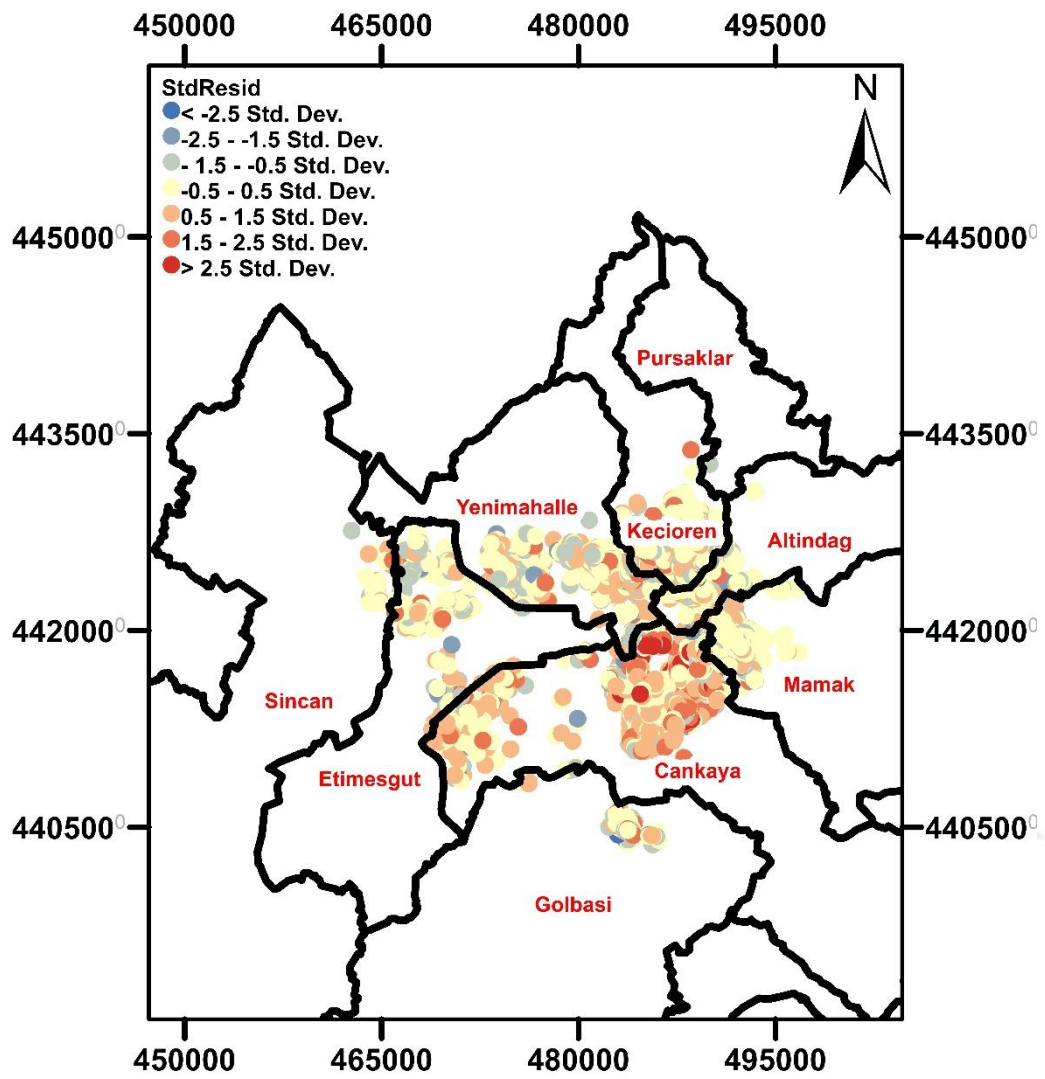 450000 465000 480000 495000
StdResid
< -2.5 Std. Dev.
-2.5 - -1.5 Std. Dev.
- 1.5 - -0.5 Std. Dev.
-0.5 - 0.5 Std. Dev.
0.5 - 1.5 Std. Dev.
1.5 - 2.5 Std. Dev.
> 2.5 Std. Dev.
N
4450000 4450000
Pursaklar
4435000 4435000
Yenimahalle
Kecioren
Altindag
4420000 4420000
Mamak
Sincan
Cankaya
Etimesgut
4405000 4405000
Golbasi
450000 465000 480000 495000